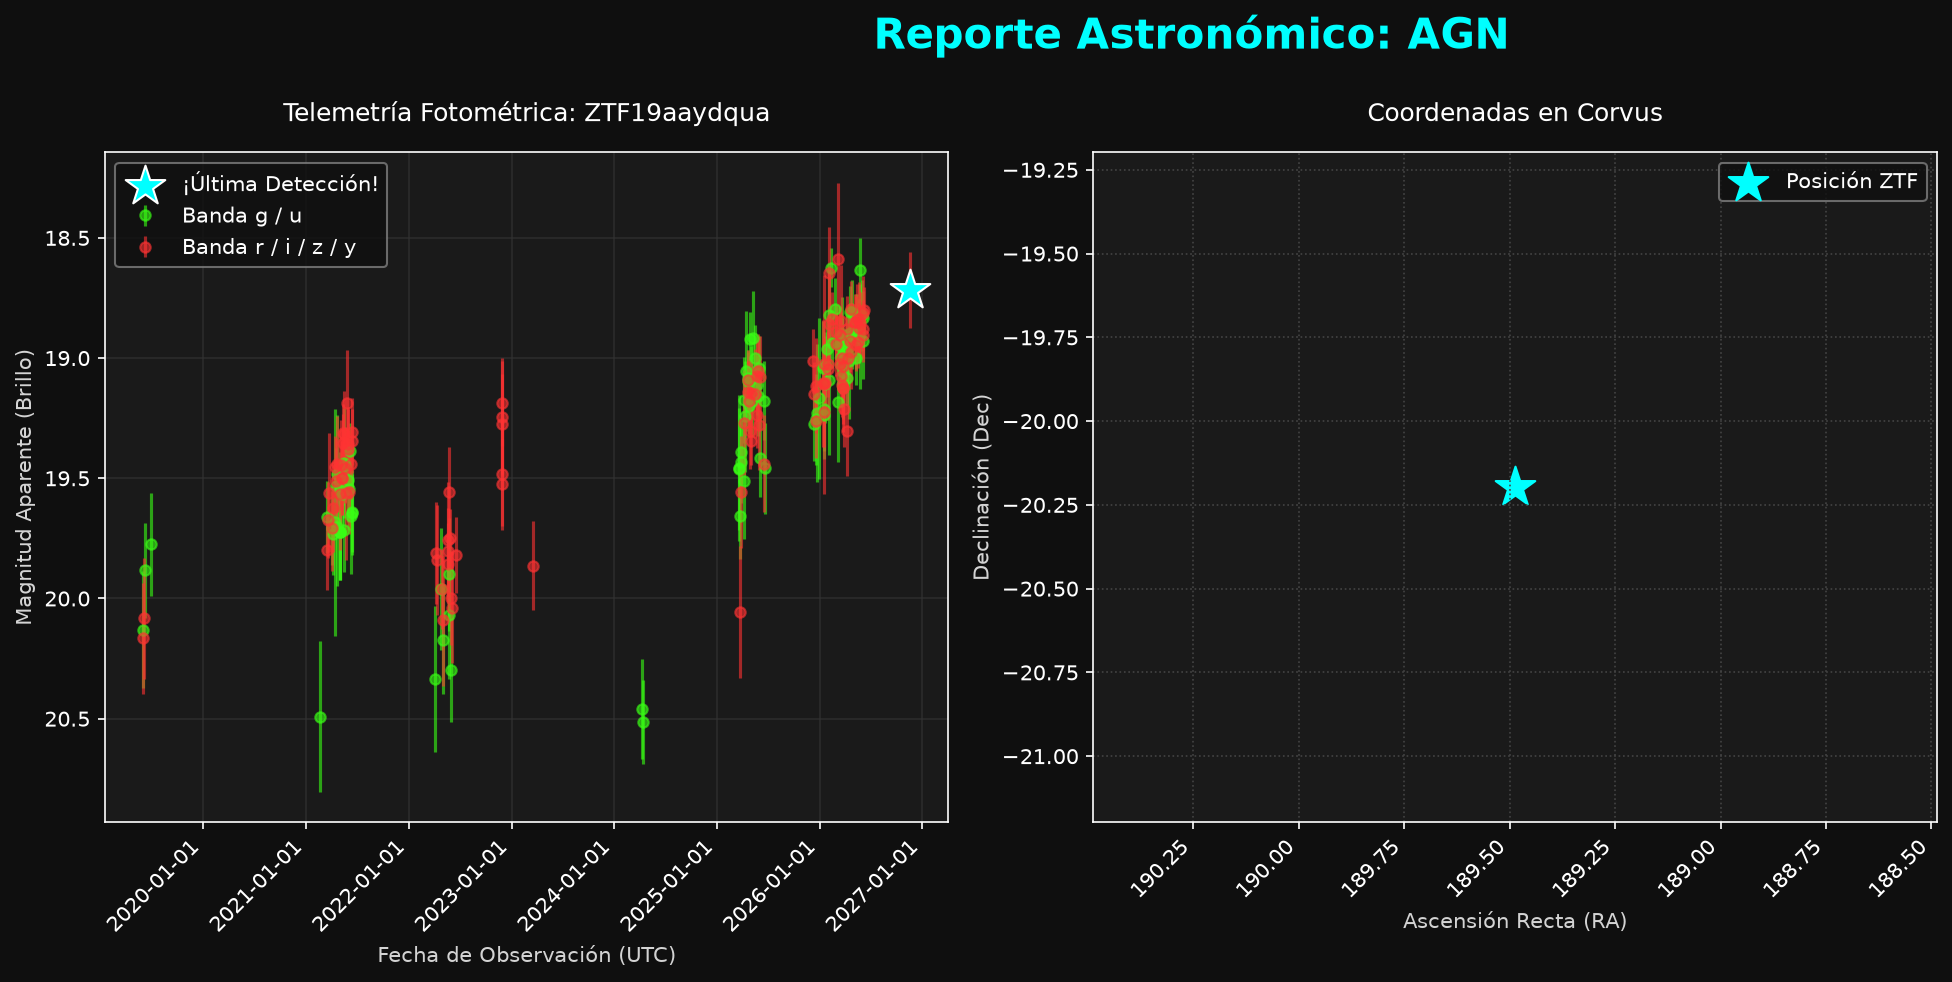 Reporte Astronómico: AGN
Telemetría Fotométrica: ZTF19aaydqua
¡Última Detección!
Banda g / u
Banda r / i / z / y
Magnitud Aparente (Brillo)
18.5
19.0
19.5
20.0
20.5
2020-01-01
2021-01-01
2022-01-01
2023-01-01
2024-01-01
2025-01-01
2026-01-01
2027-01-01
Fecha de Observación (UTC)
Coordenadas en Corvus
Posición ZTF
Declinación (Dec)
−19.25
−19.50
−19.75
−20.00
−20.25
−20.50
−20.75
−21.00
190.25
190.00
189.75
189.50
189.25
189.00
188.75
188.50
Ascensión Recta (RA)